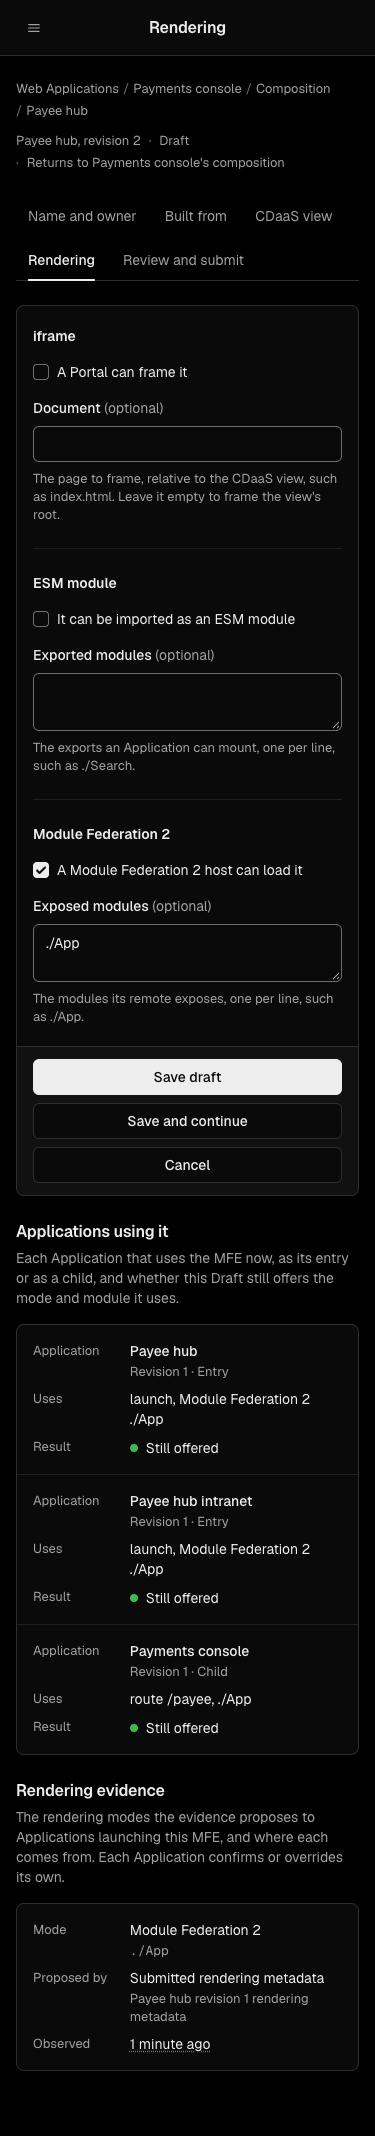 Rendering
Web Applications / Payments console / Composition
/ Payee hub
Payee hub, revision 2 · Draft
· Returns to Payments console's composition
Name and owner Built from CDaaS view
Rendering Review and submit
iframe
A Portal can frame it
Document (optional)
The page to frame, relative to the CDaaS view, such
as index.html. Leave it empty to frame the view's
root.
ESM module
It can be imported as an ESM module
Exported modules (optional)
The exports an Application can mount, one per line,
such as ./Search.
Module Federation 2
A Module Federation 2 host can load it
Exposed modules (optional)
./App
The modules its remote exposes, one per line, such
as ./App.
Save draft
Save and continue
Cancel
Applications using it
Each Application that uses the MFE now, as its entry
or as a child, and whether this Draft still offers the
mode and module it uses.
Application Payee hub
Revision 1 · Entry
Uses launch, Module Federation 2
./App
Result Still offered
Application Payee hub intranet
Revision 1 · Entry
Uses launch, Module Federation 2
./App
Result Still offered
Application Payments console
Revision 1 · Child
Uses route /payee, ./App
Result Still offered
Rendering evidence
The rendering modes the evidence proposes to
Applications launching this MFE, and where each
comes from. Each Application confirms or overrides
its own.
Mode Module Federation 2
./App
Proposed by Submitted rendering metadata
Payee hub revision 1 rendering
metadata
Observed 1 minute ago